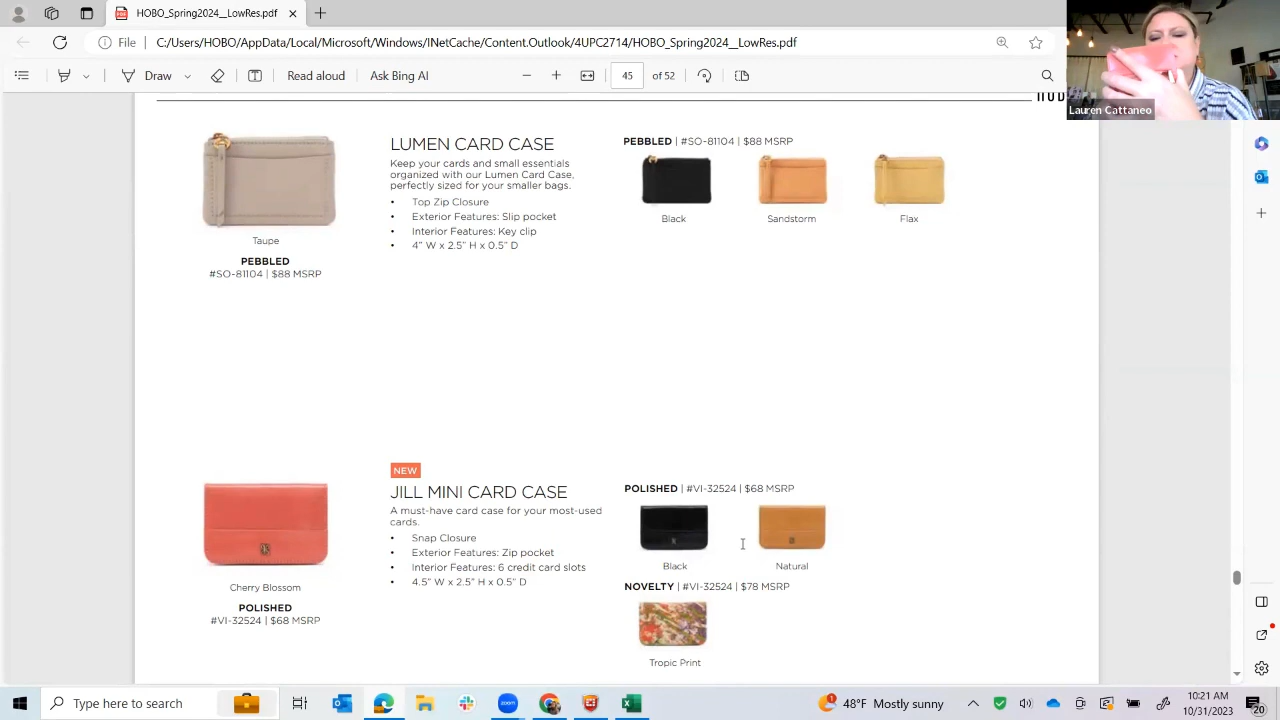 HOBO_Spring2024__LowRes.pdf
File
C:/Users/HOBO/AppData/Local/Microsoft/Windows/INetCache/Content.Outlook/4UPC2714/HOBO_Spring2024__LowRes.pdf
Draw
Read aloud
Ask Bing AI
45
of 52
Lauren Cattaneo
LUMEN CARD CASE
Keep your cards and small essentials
organized with our Lumen Card Case,
perfectly sized for your smaller bags.
• Top Zip Closure
• Exterior Features: Slip pocket
• Interior Features: Key clip
• 4” W x 2.5” H x 0.5” D
Taupe
PEBBLED
#SO-81104 | $88 MSRP
PEBBLED | #SO-81104 | $88 MSRP
Black
Sandstorm
Flax
NEW
JILL MINI CARD CASE
A must-have card case for your most-used
cards.
• Snap Closure
• Exterior Features: Zip pocket
• Interior Features: 6 credit card slots
• 4.5” W x 2.5” H x 0.5” D
Cherry Blossom
POLISHED
#VI-32524 | $68 MSRP
POLISHED | #VI-32524 | $68 MSRP
Black
Natural
NOVELTY | #VI-32524 | $78 MSRP
Tropic Print
Type here to search
zoom
48°F Mostly sunny
10:21 AM
10/31/2023
20